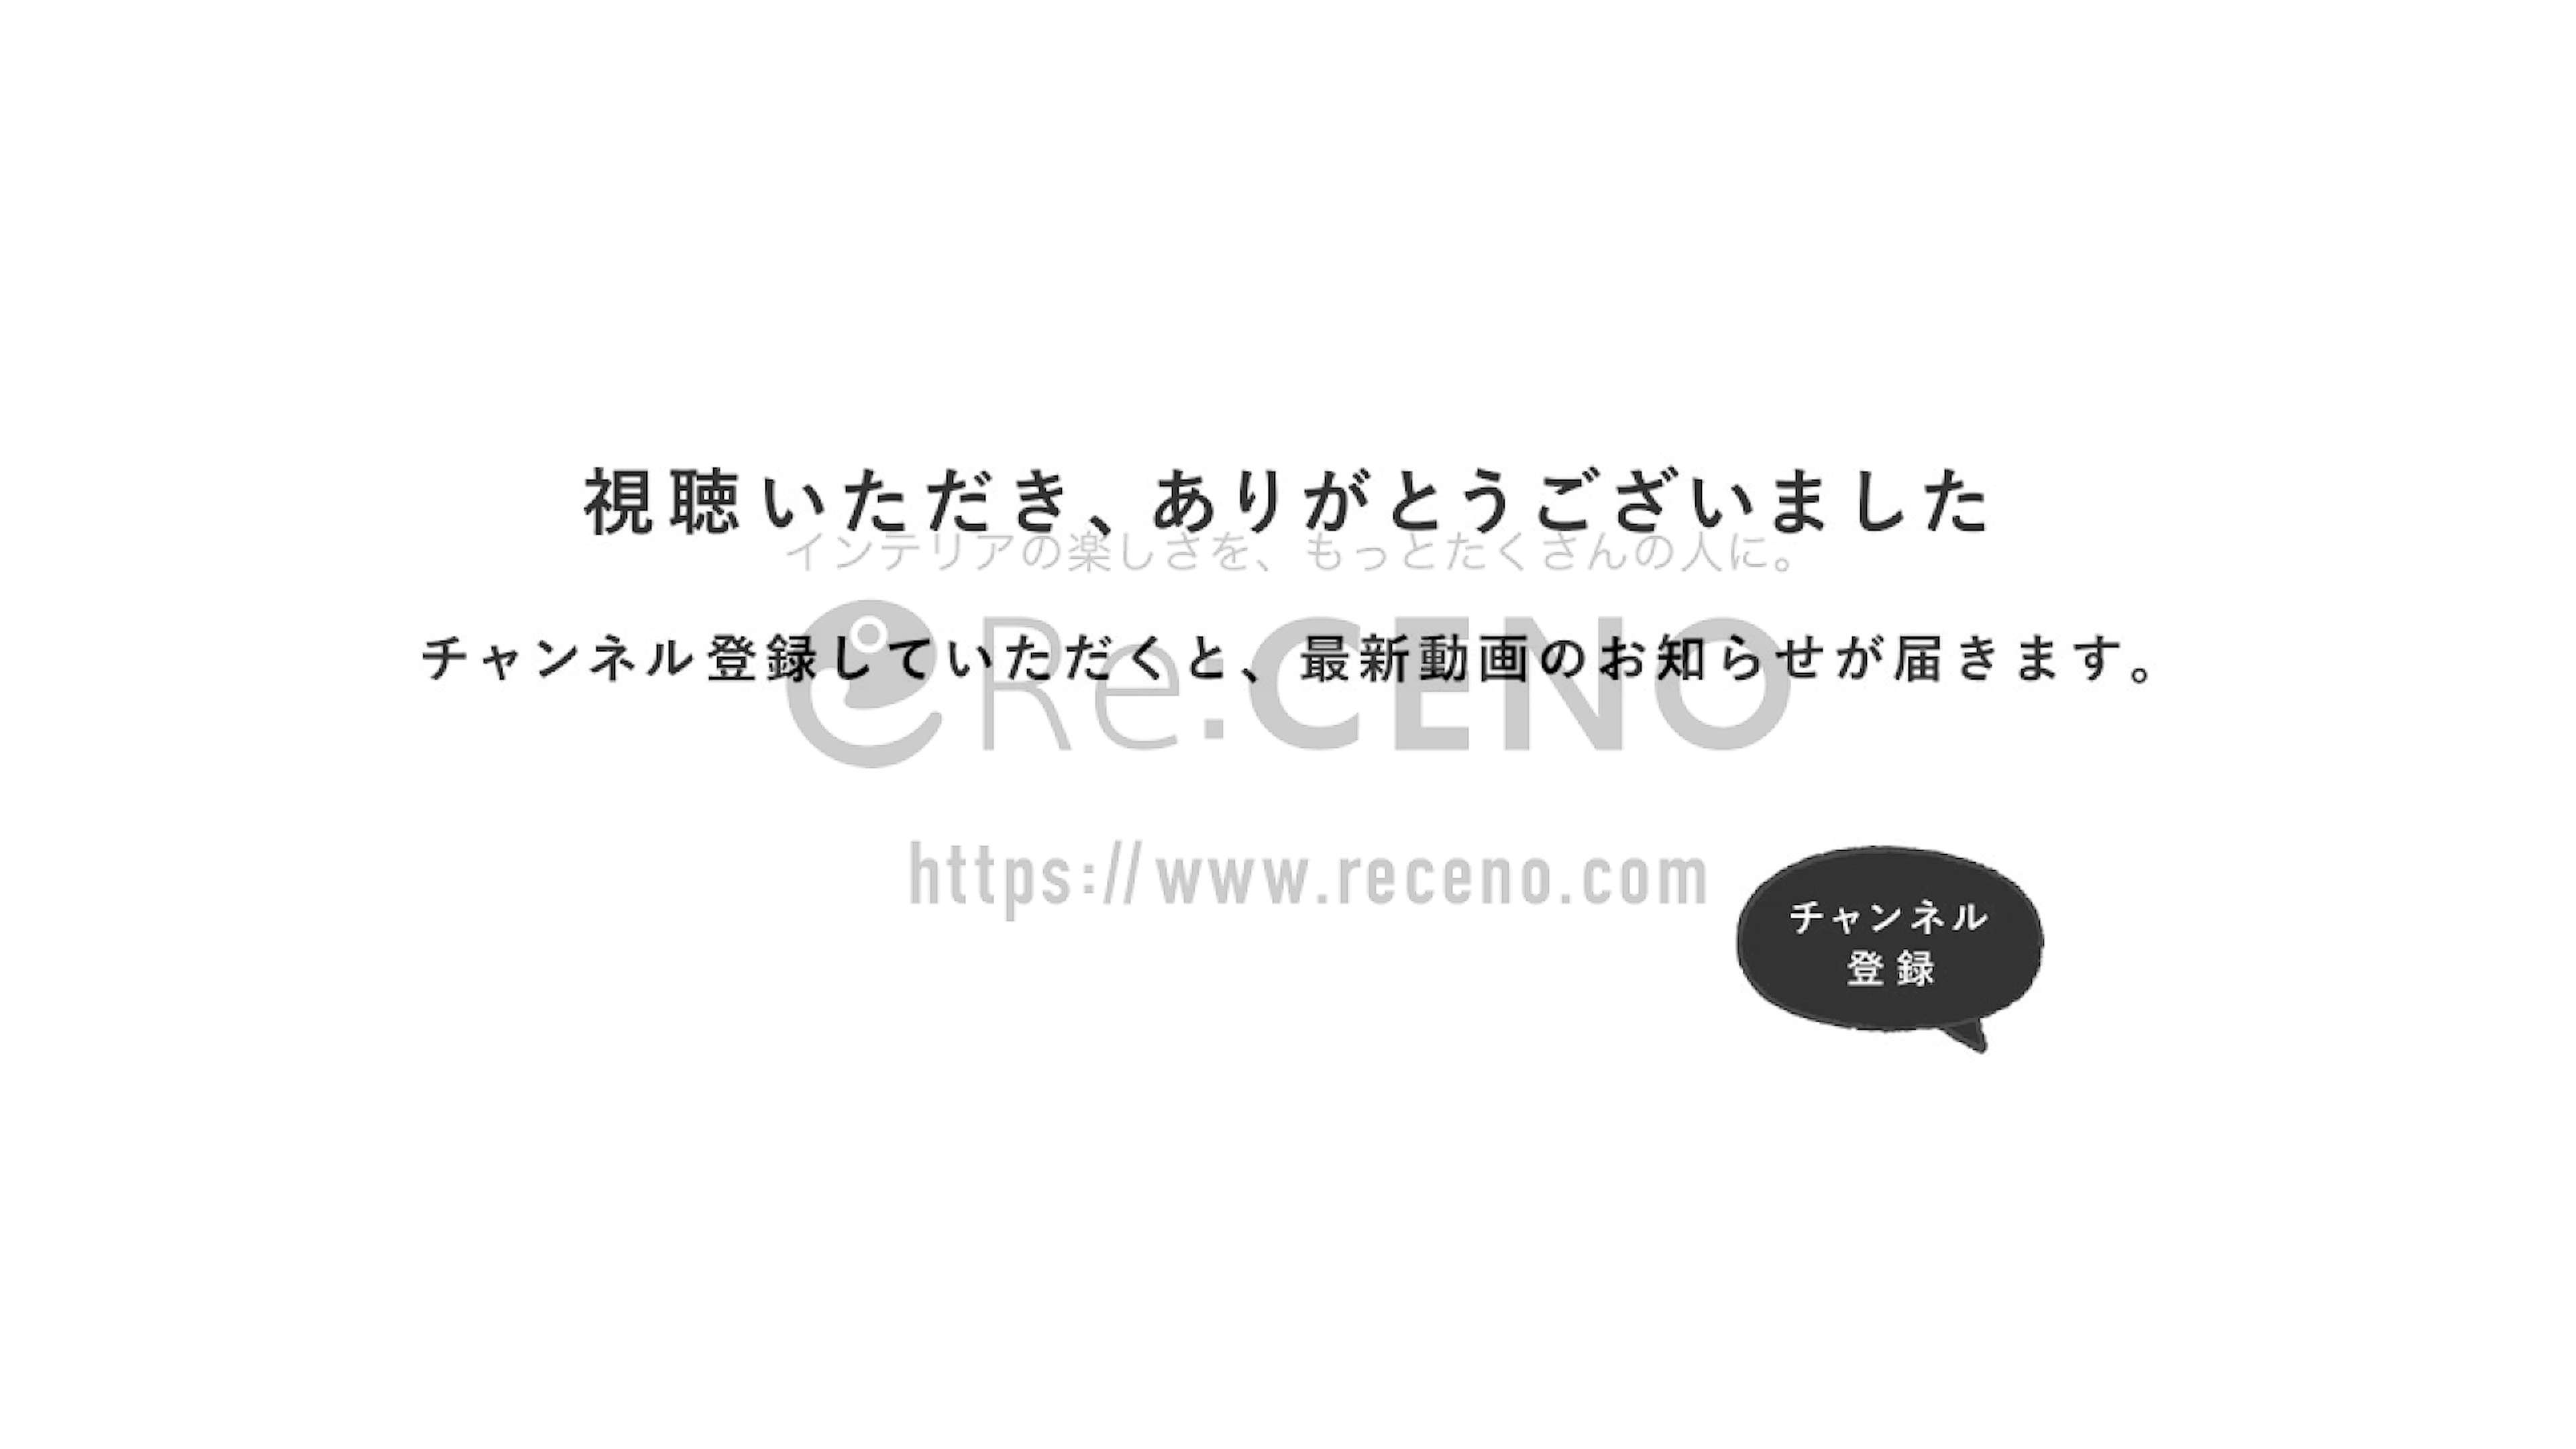 視聴いただき、ありがとうございました
インテリアの楽しさを、もっとたくさんの人に。
チャンネル登録していただくと、最新動画のお知らせが届きます。
Re:CENO
https://www.receno.com
チャンネル
登録